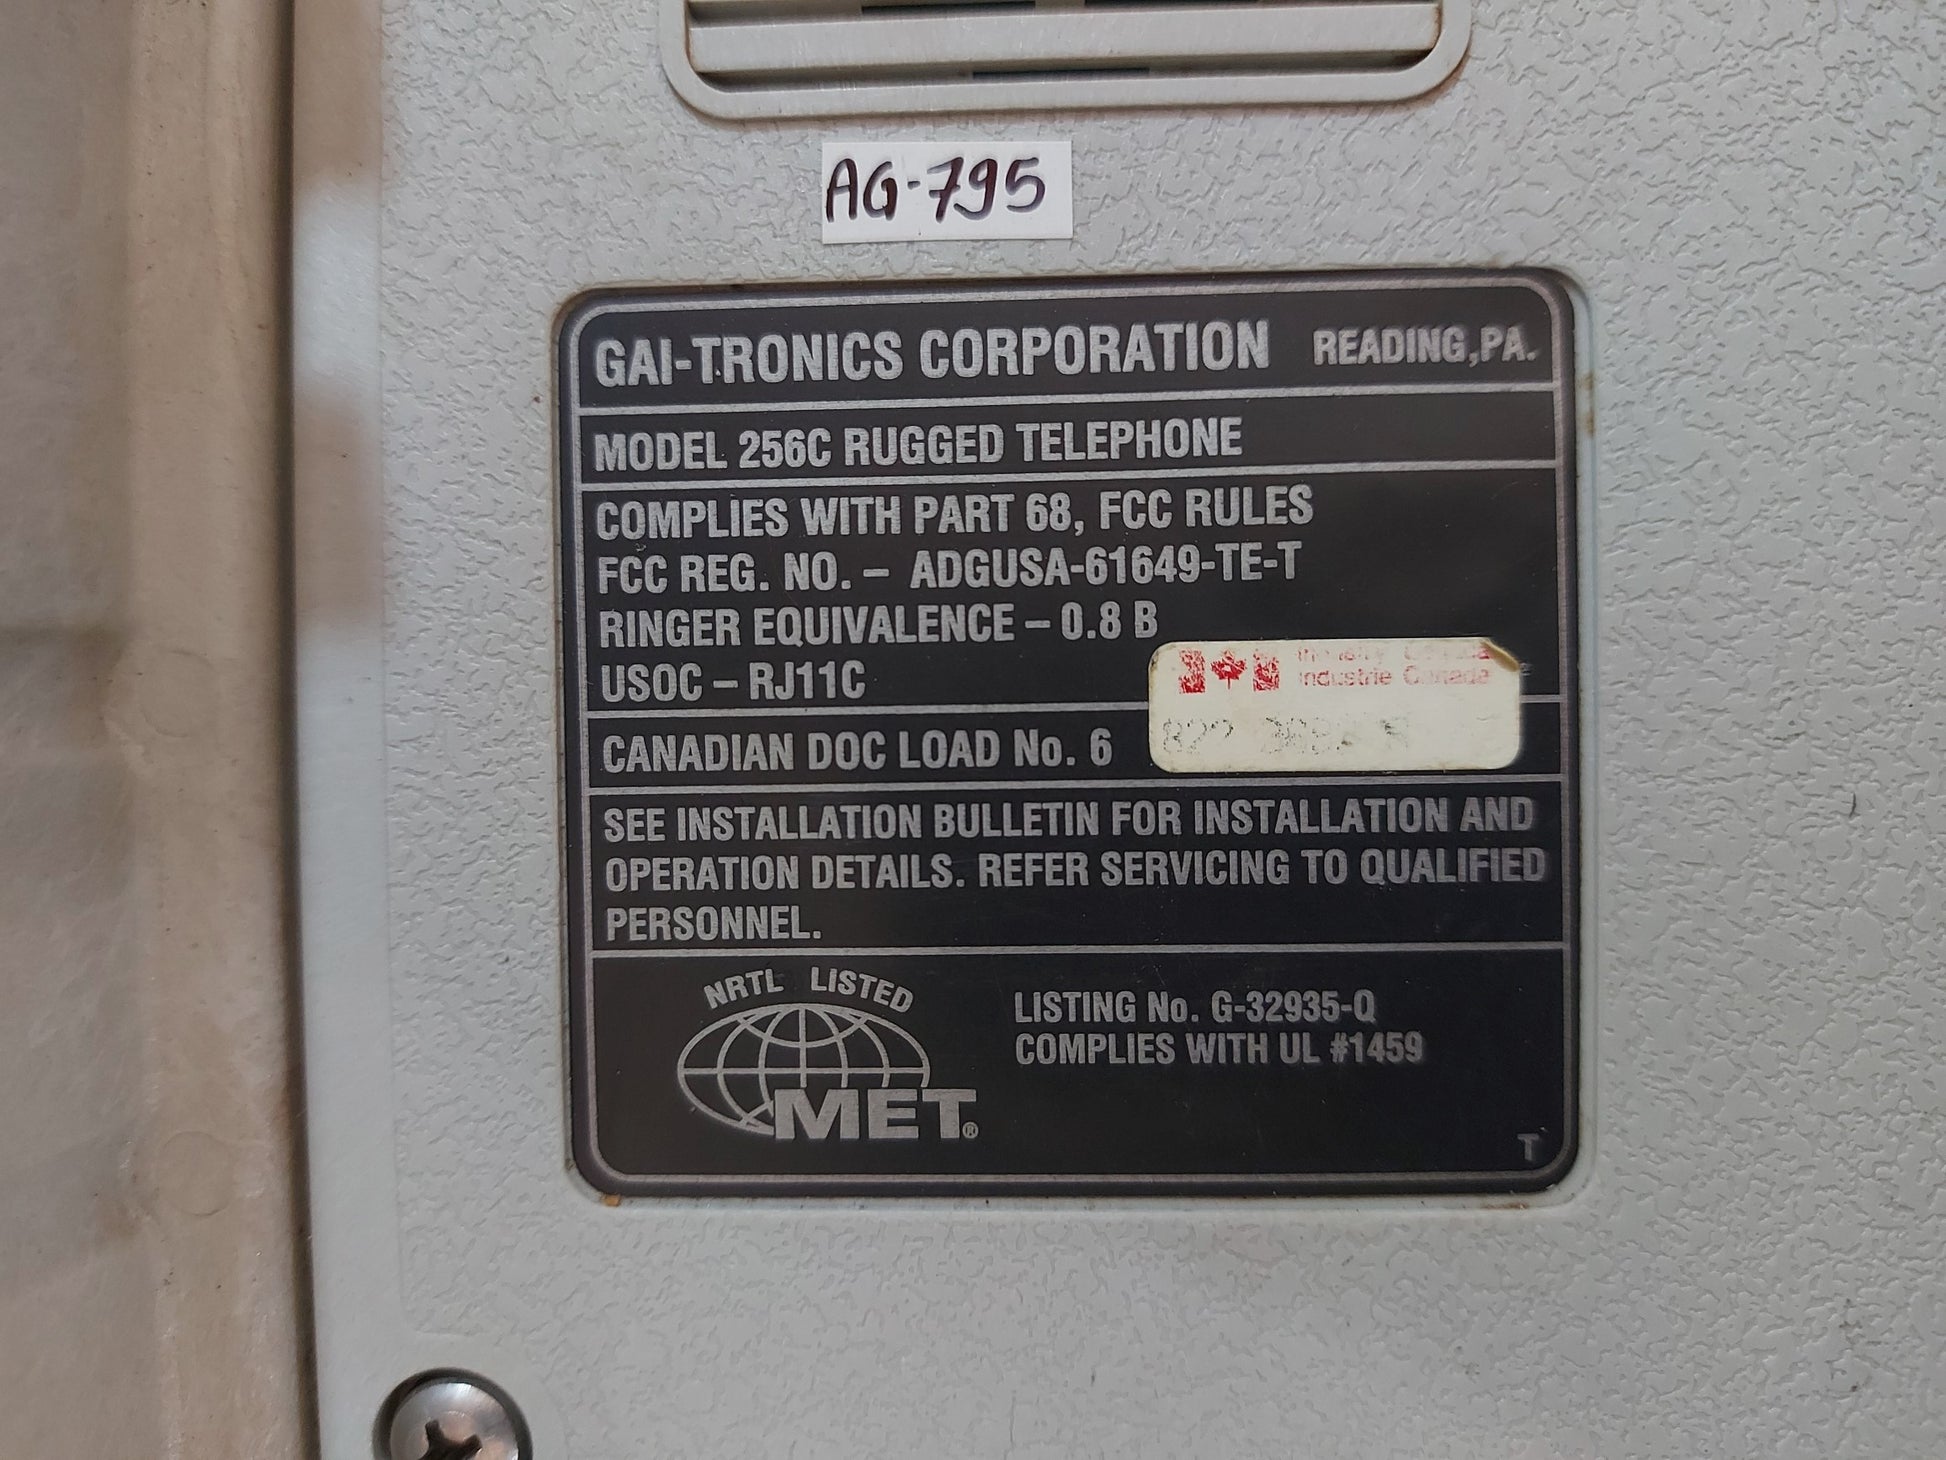 AG-795
GAI-TRONICS CORPORATION READING, PA.
MODEL 256C RUGGED TELEPHONE
COMPLIES WITH PART 68, FCC RULES
FCC REG. NO. – ADGUSA-61649-TE-T
RINGER EQUIVALENCE – 0.8 B
USOC – RJ11C
Industrie Canada
822
CANADIAN DOC LOAD No. 6
SEE INSTALLATION BULLETIN FOR INSTALLATION AND
OPERATION DETAILS. REFER SERVICING TO QUALIFIED
PERSONNEL.
NRTL LISTED
MET®
LISTING No. G-32935-Q
COMPLIES WITH UL #1459
T